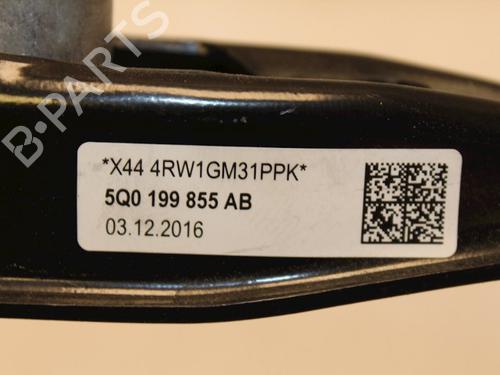 B-PARTS
*X44 4RW1GM31PPK*
5Q0 199 855 AB
03.12.2016